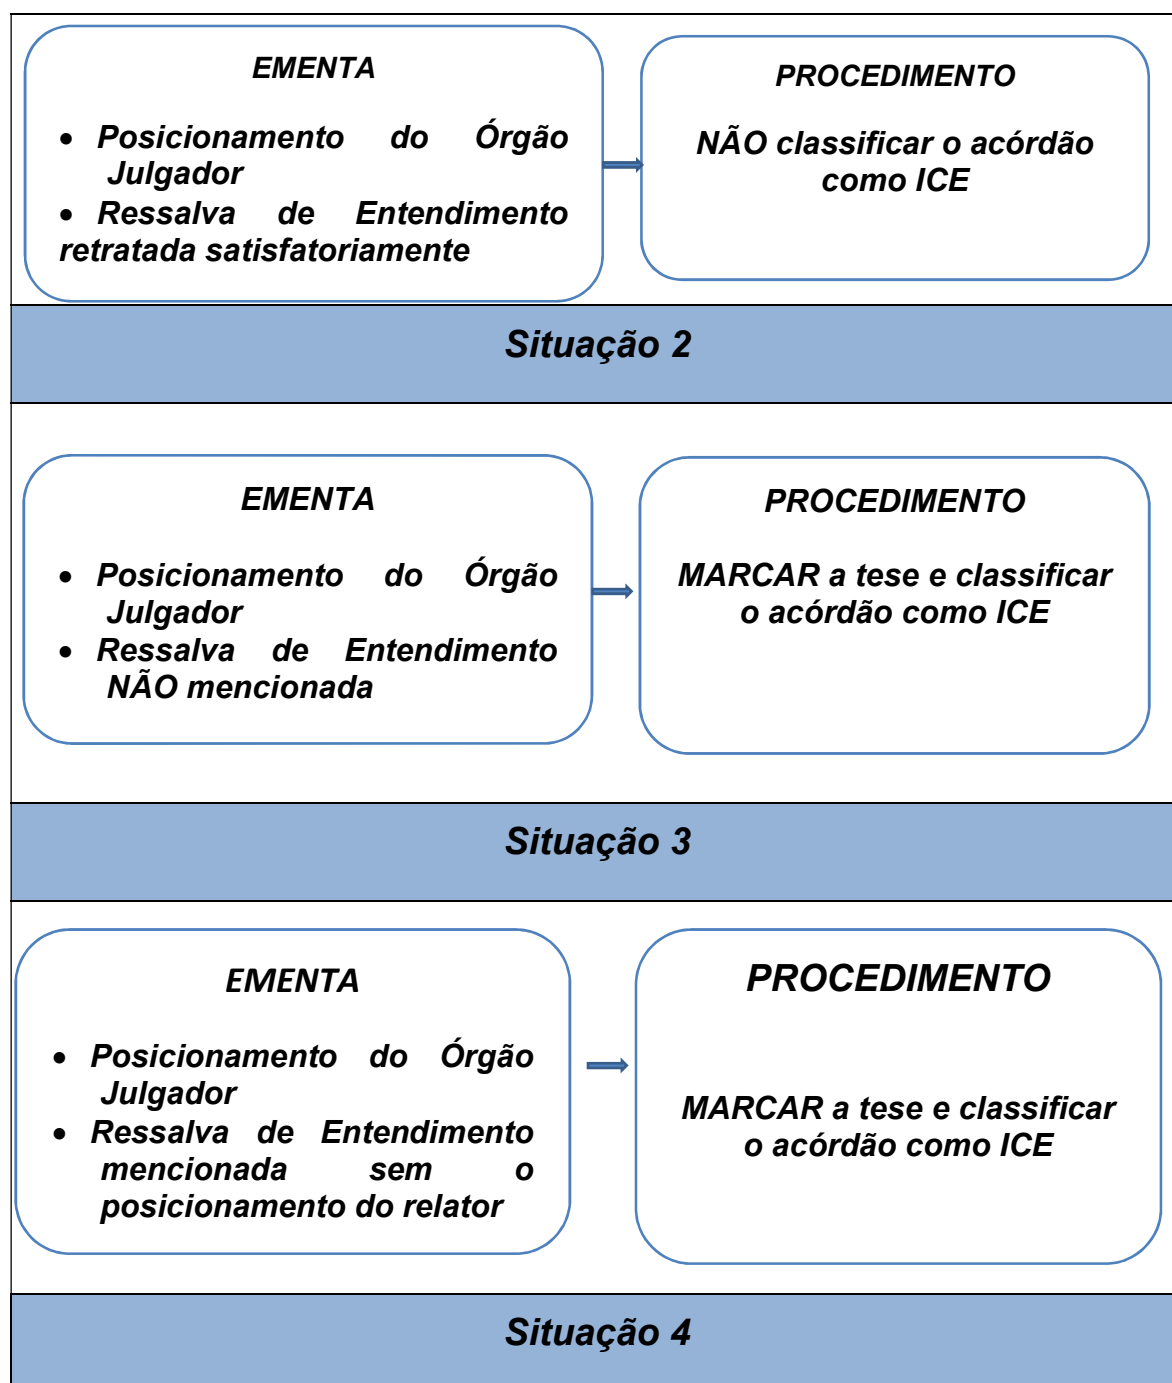 EMENTA
• Posicionamento do Órgão
Julgador
• Ressalva de Entendimento
retratada satisfatoriamente
PROCEDIMENTO
NÃO classificar o acórdão
como ICE
Situação 2
EMENTA
• Posicionamento do Órgão
Julgador
• Ressalva de Entendimento
NÃO mencionada
PROCEDIMENTO
MARCAR a tese e classificar
o acórdão como ICE
Situação 3
EMENTA
• Posicionamento do Órgão
Julgador
• Ressalva de Entendimento
mencionada sem o
posicionamento do relator
PROCEDIMENTO
MARCAR a tese e classificar
o acórdão como ICE
Situação 4